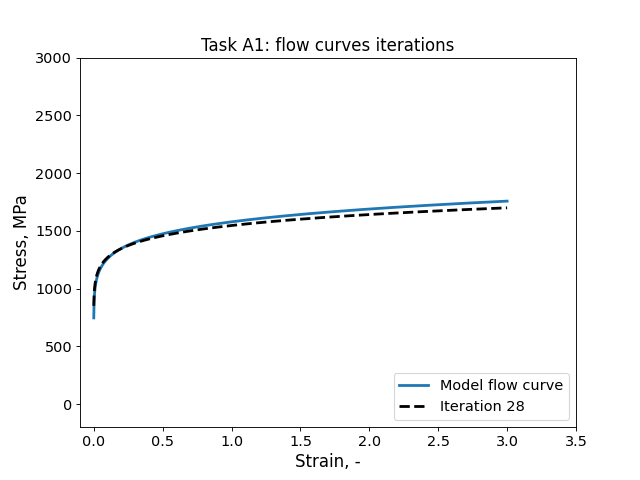 Task A1: flow curves iterations
3000
2500
2000
1500
1000
500
0
Stress, MPa
0.0 0.5 1.0 1.5 2.0 2.5 3.0 3.5
Strain, -
Model flow curve
Iteration 28